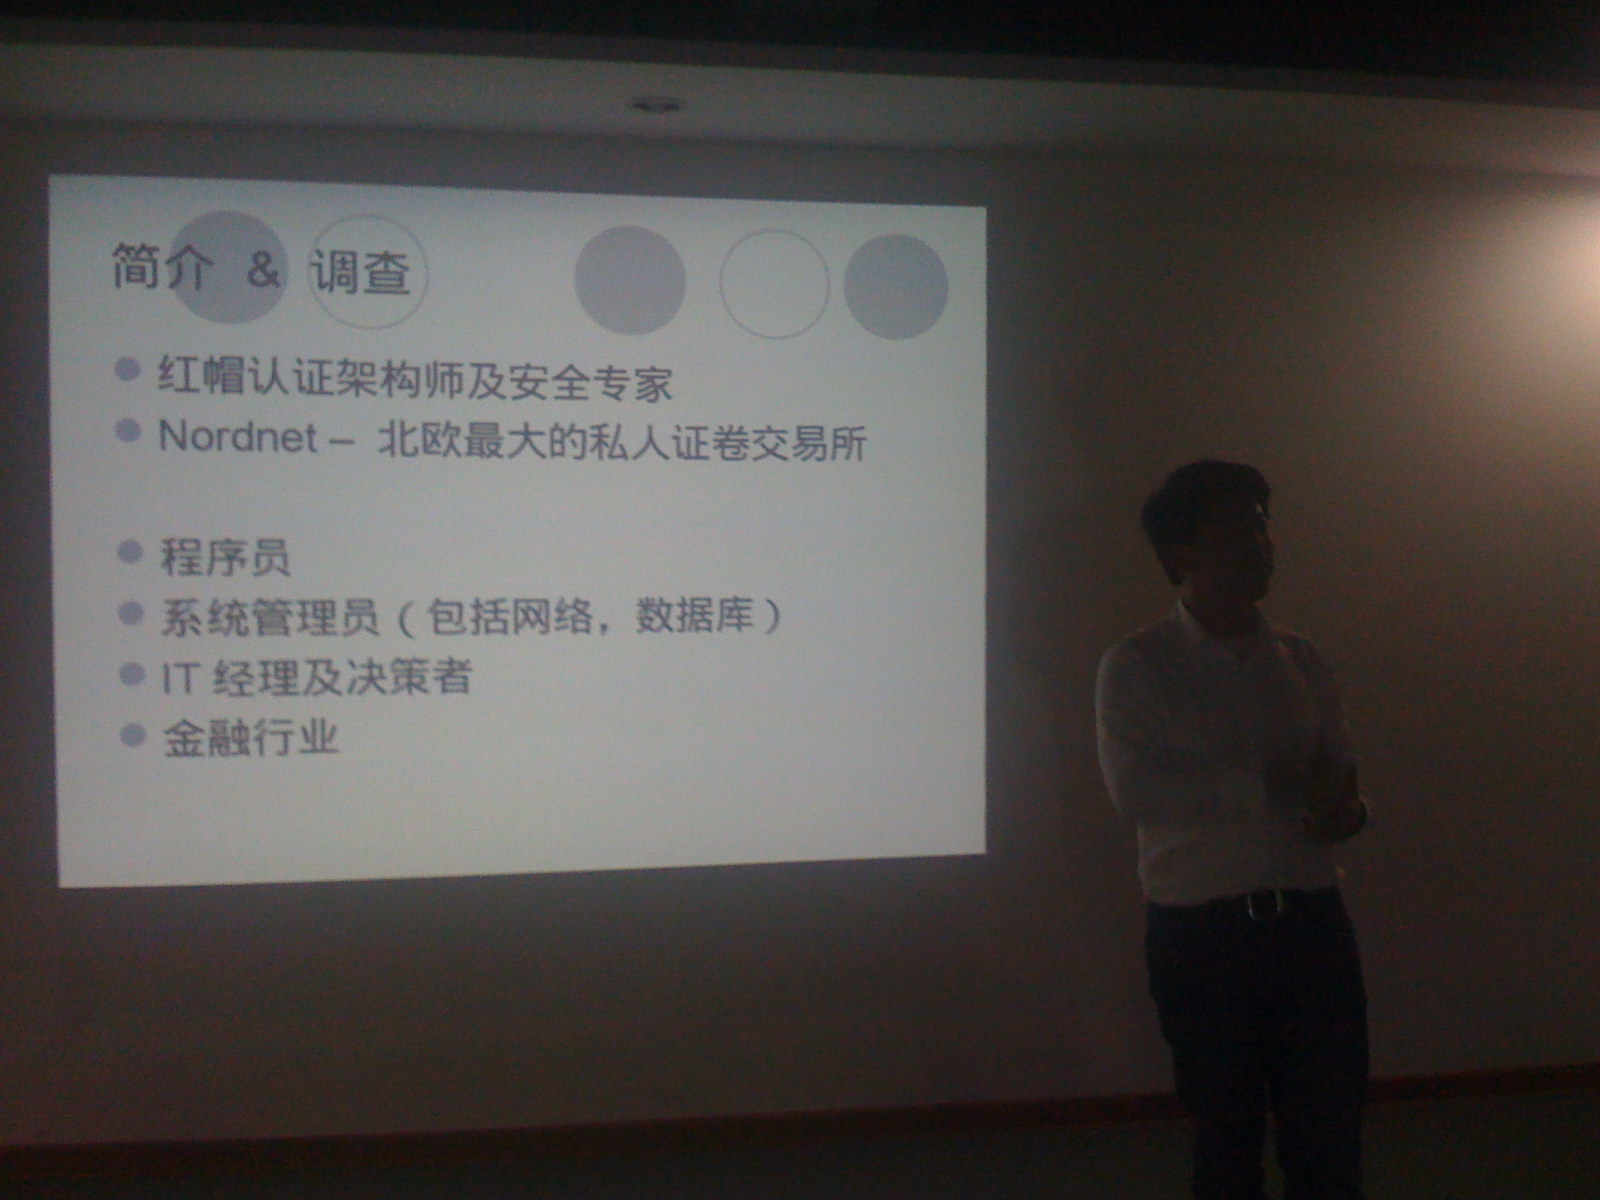 简介 & 调查
红帽认证架构师及安全专家
Nordnet – 北欧最大的私人证卷交易所
程序员
系统管理员（包括网络，数据库）
IT 经理及决策者
金融行业